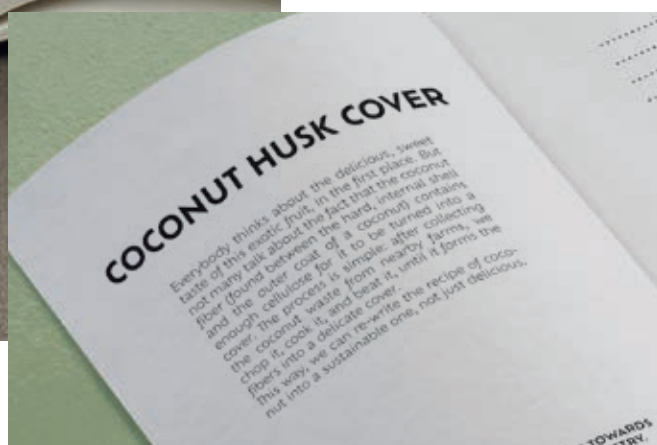 COCONUT HUSK COVER
Everybody thinks about the delicious, sweet
taste of this exotic fruit, in the first place. But
not many talk about the fact that the coconut
fiber (found between the hard, internal shell
and the outer coat of a coconut) contains
enough cellulose for it to be turned into a
cover. The process is simple: after collecting
the coconut waste from nearby farms, we
chop it, cook it, and beat it, until it forms the
fibers into a delicate cover.
this way, we can re-write the recipe of coco-
nut into a sustainable one, not just delicious.
TOWARDS